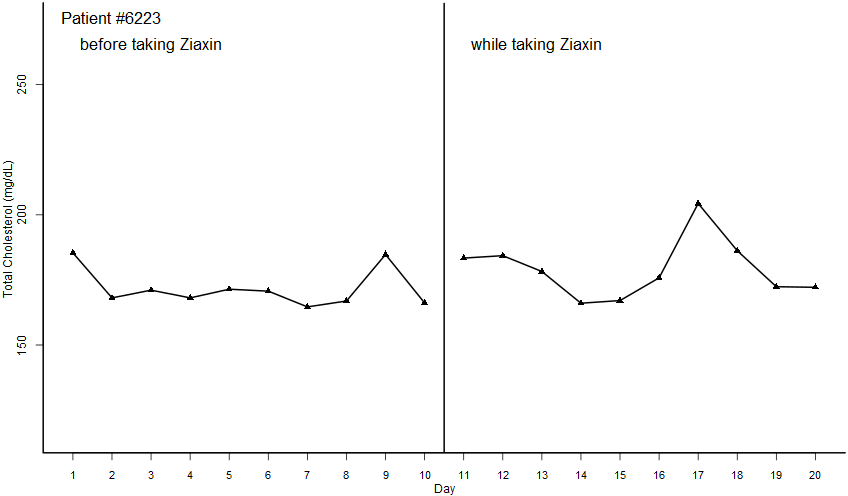 Patient #6223
before taking Ziaxin
while taking Ziaxin
Total Cholesterol (mg/dL)
250
200
150
1 2 3 4 5 6 7 8 9 10 11 12 13 14 15 16 17 18 19 20
Day